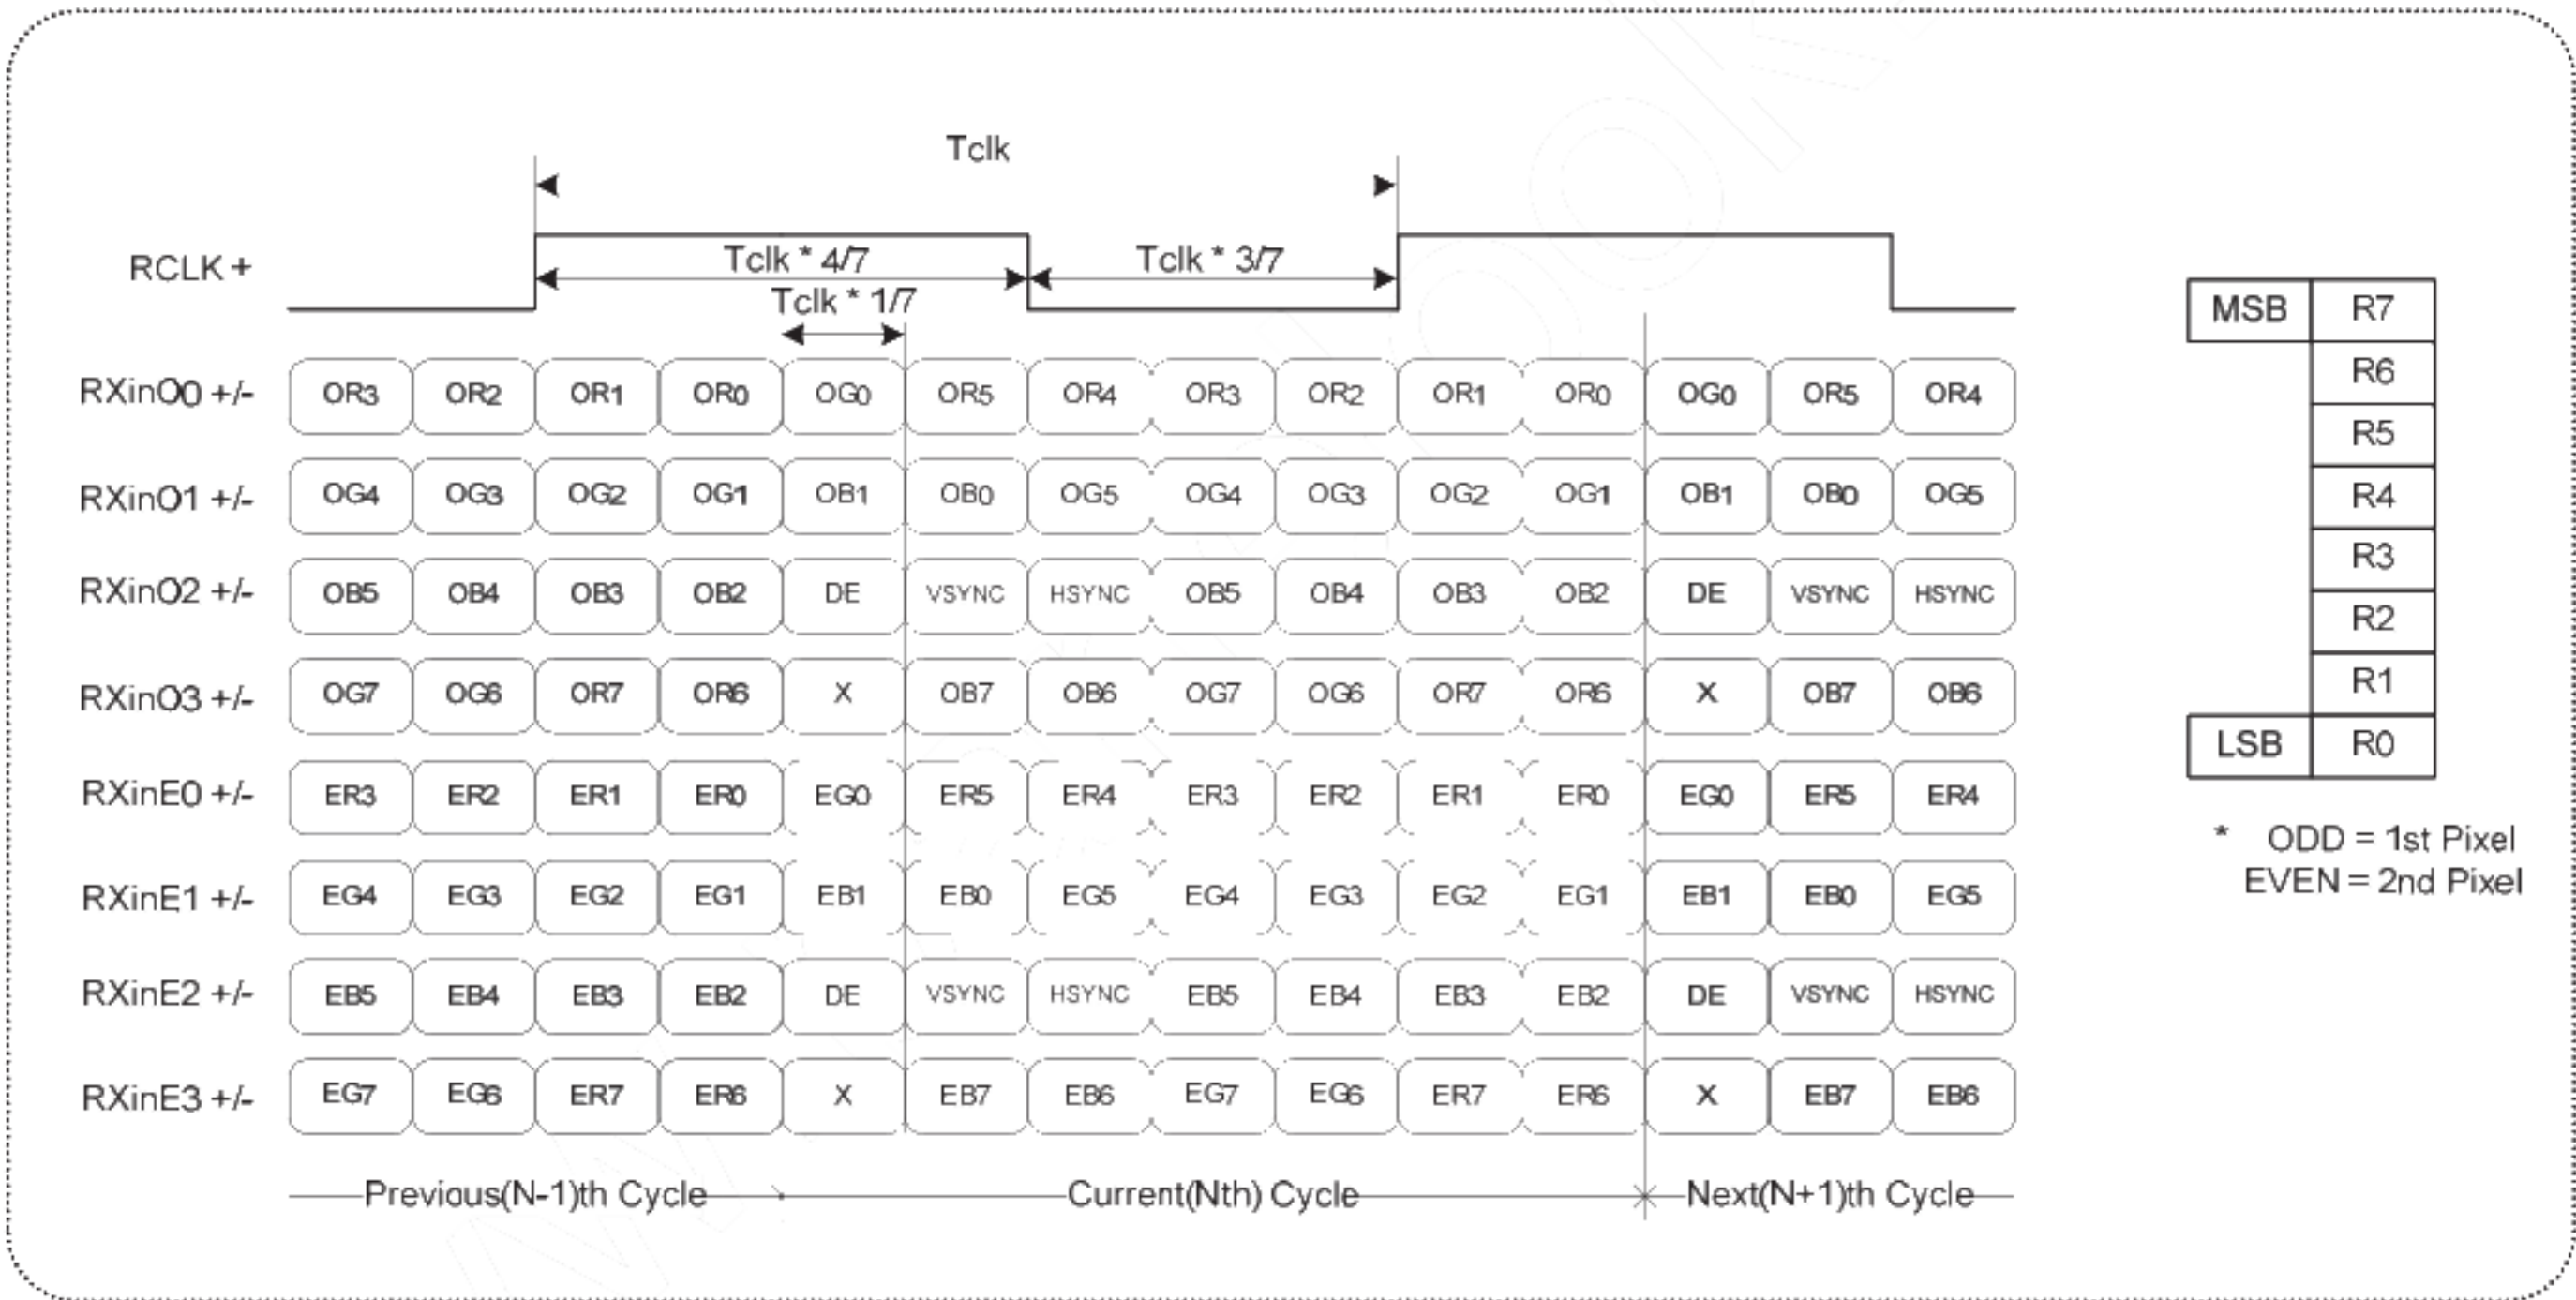 Tclk
RCLK +
Tclk * 4/7
Tclk * 3/7
Tclk * 1/7
RXinO0 +/- OR3 OR2 OR1 OR0 OG0 OR5 OR4 OR3 OR2 OR1 OR0 OG0 OR5 OR4
RXinO1 +/- OG4 OG3 OG2 OG1 OB1 OB0 OG5 OG4 OG3 OG2 OG1 OB1 OB0 OG5
RXinO2 +/- OB5 OB4 OB3 OB2 DE VSYNC HSYNC OB5 OB4 OB3 OB2 DE VSYNC HSYNC
RXinO3 +/- OG7 OG6 OR7 OR6 X OB7 OB6 OG7 OG6 OR7 OR6 X OB7 OB6
RXinE0 +/- ER3 ER2 ER1 ER0 EG0 ER5 ER4 ER3 ER2 ER1 ER0 EG0 ER5 ER4
RXinE1 +/- EG4 EG3 EG2 EG1 EB1 EB0 EG5 EG4 EG3 EG2 EG1 EB1 EB0 EG5
RXinE2 +/- EB5 EB4 EB3 EB2 DE VSYNC HSYNC EB5 EB4 EB3 EB2 DE VSYNC HSYNC
RXinE3 +/- EG7 EG6 ER7 ER6 X EB7 EB6 EG7 EG6 ER7 ER6 X EB7 EB6
Previous(N-1)th Cycle Current(Nth) Cycle Next(N+1)th Cycle
MSB R7
R6
R5
R4
R3
R2
R1
LSB R0
* ODD = 1st Pixel
EVEN = 2nd Pixel